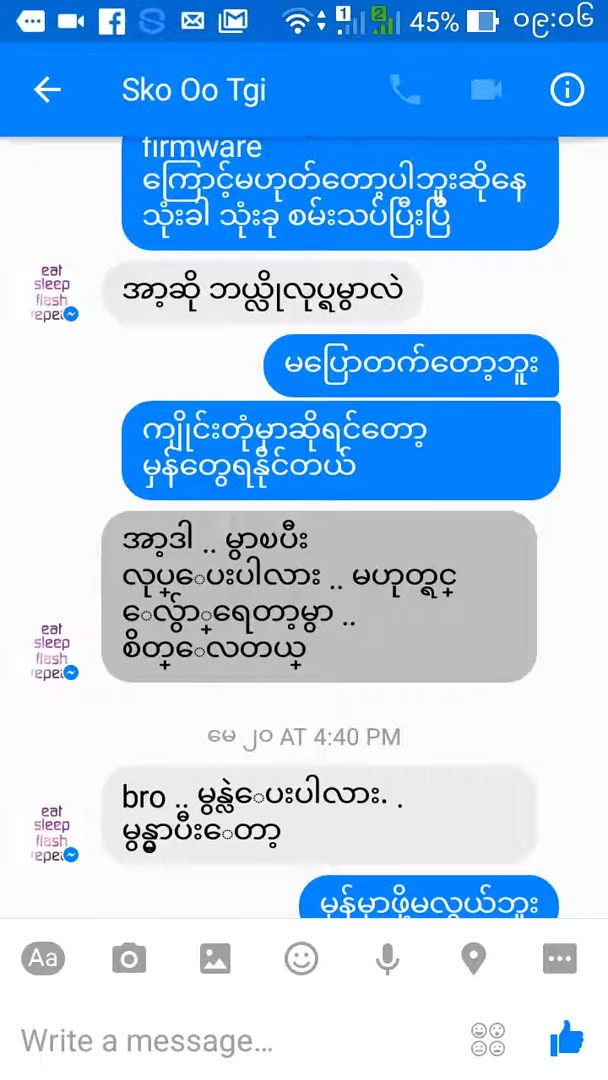 1 2 45% ၀၉:၀၆
Sko Oo Tgi
firmware
ကြောင့်မဟုတ်တော့ပါဘူးဆိုနေ
သုံးခါ သုံးခု စမ်းသပ်ပြီးပြီ
eat
sleep
flash
repe
အာ့ဆို ဘယ္လိုလုပ္ရမွာလဲ
မပြောတက်တော့ဘူး
ကျိုင်းတုံမှာဆိုရင်တော့
မှန်တွေရနိုင်တယ်
အာ့ဒါ .. မွာၿပီး
လုပ္ေပးပါလား .. မဟုတ္ရင္
ေလွ်ာ္ရေတာ့မွာ ..
စိတ္ေလတယ္
eat
sleep
flash
repe
မေ ၂၀ AT 4:40 PM
bro .. မွန္လဲေပးပါလား. .
မွန္မွာပီးေတာ့
eat
sleep
flash
repe
မှန်မှာဖို့မလွယ်ဘူး
Aa
Write a message...